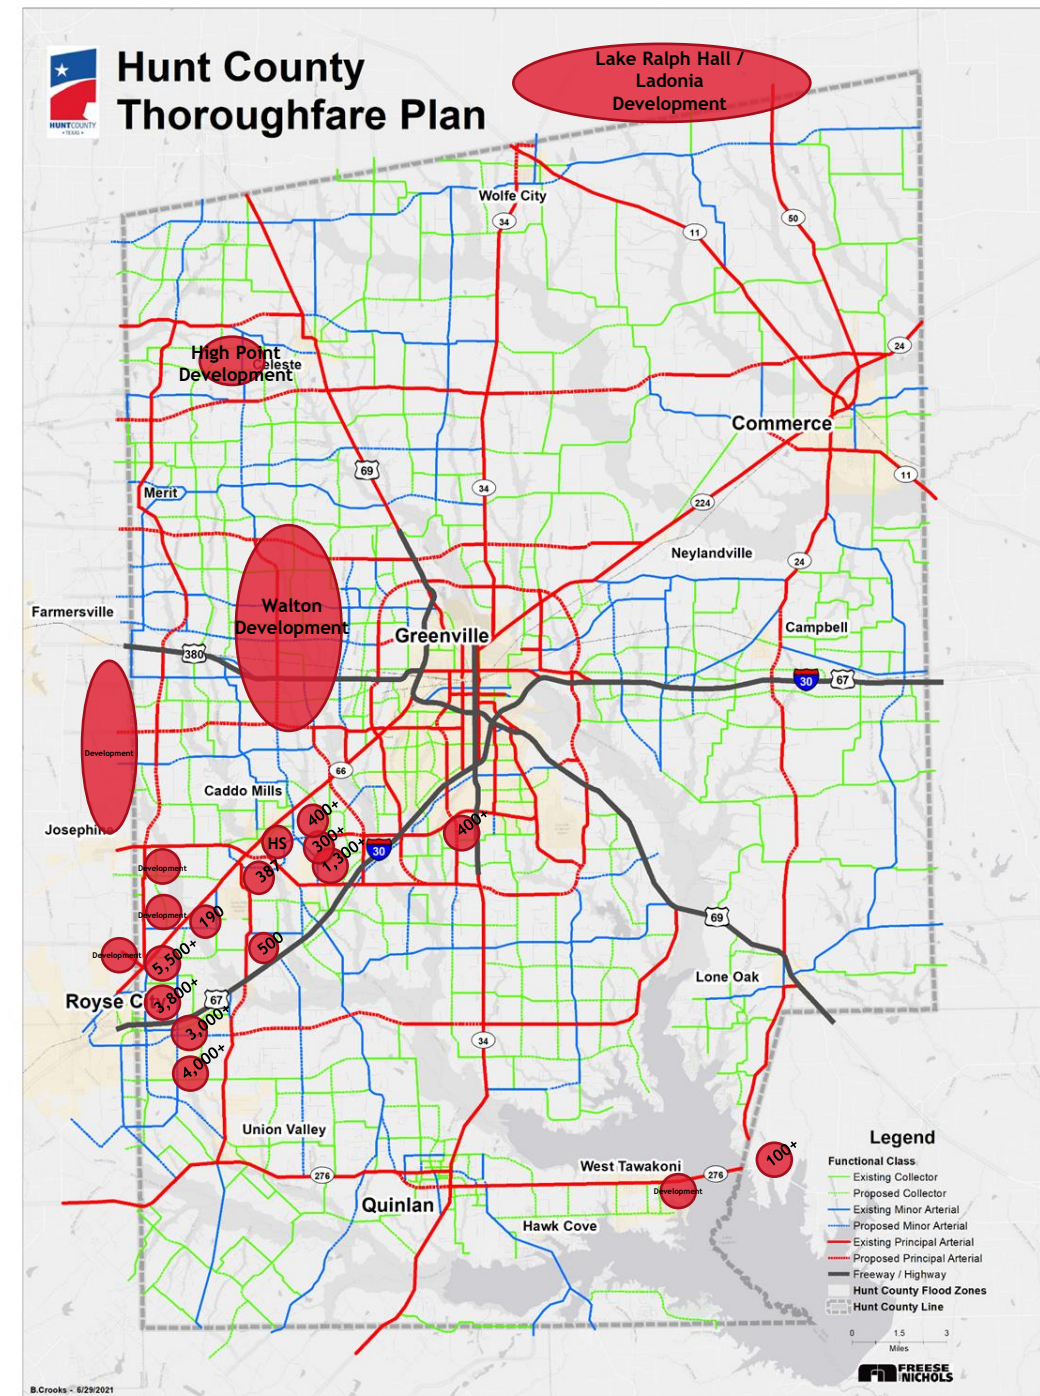 Hunt County
Thoroughfare Plan
HUNT COUNTY
• TEXAS •
Lake Ralph Hall /
Ladonia
Development
Wolfe City
34
11
50
24
High Point
Development
Celeste
Commerce
69
34
11
Merit
224
Neylandville
24
Farmersville
Walton
Development
Campbell
Greenville
380
30
67
Development
66
Caddo Mills
400+
Josephine
HS
300+
400+
1,300+
30
387
Development
Development
190
69
500
Development
5,500+
Lone Oak
Royse City
3,800+
67
3,000+
34
4,000+
Union Valley
100+
West Tawakoni
276
276
Development
Quinlan
Hawk Cove
Legend
Functional Class
Existing Collector
Proposed Collector
Existing Minor Arterial
Proposed Minor Arterial
Existing Principal Arterial
Proposed Principal Arterial
Freeway / Highway
Hunt County Flood Zones
Hunt County Line
0 1.5 3
Miles
FREESE
AND NICHOLS
B.Crooks - 6/29/2021